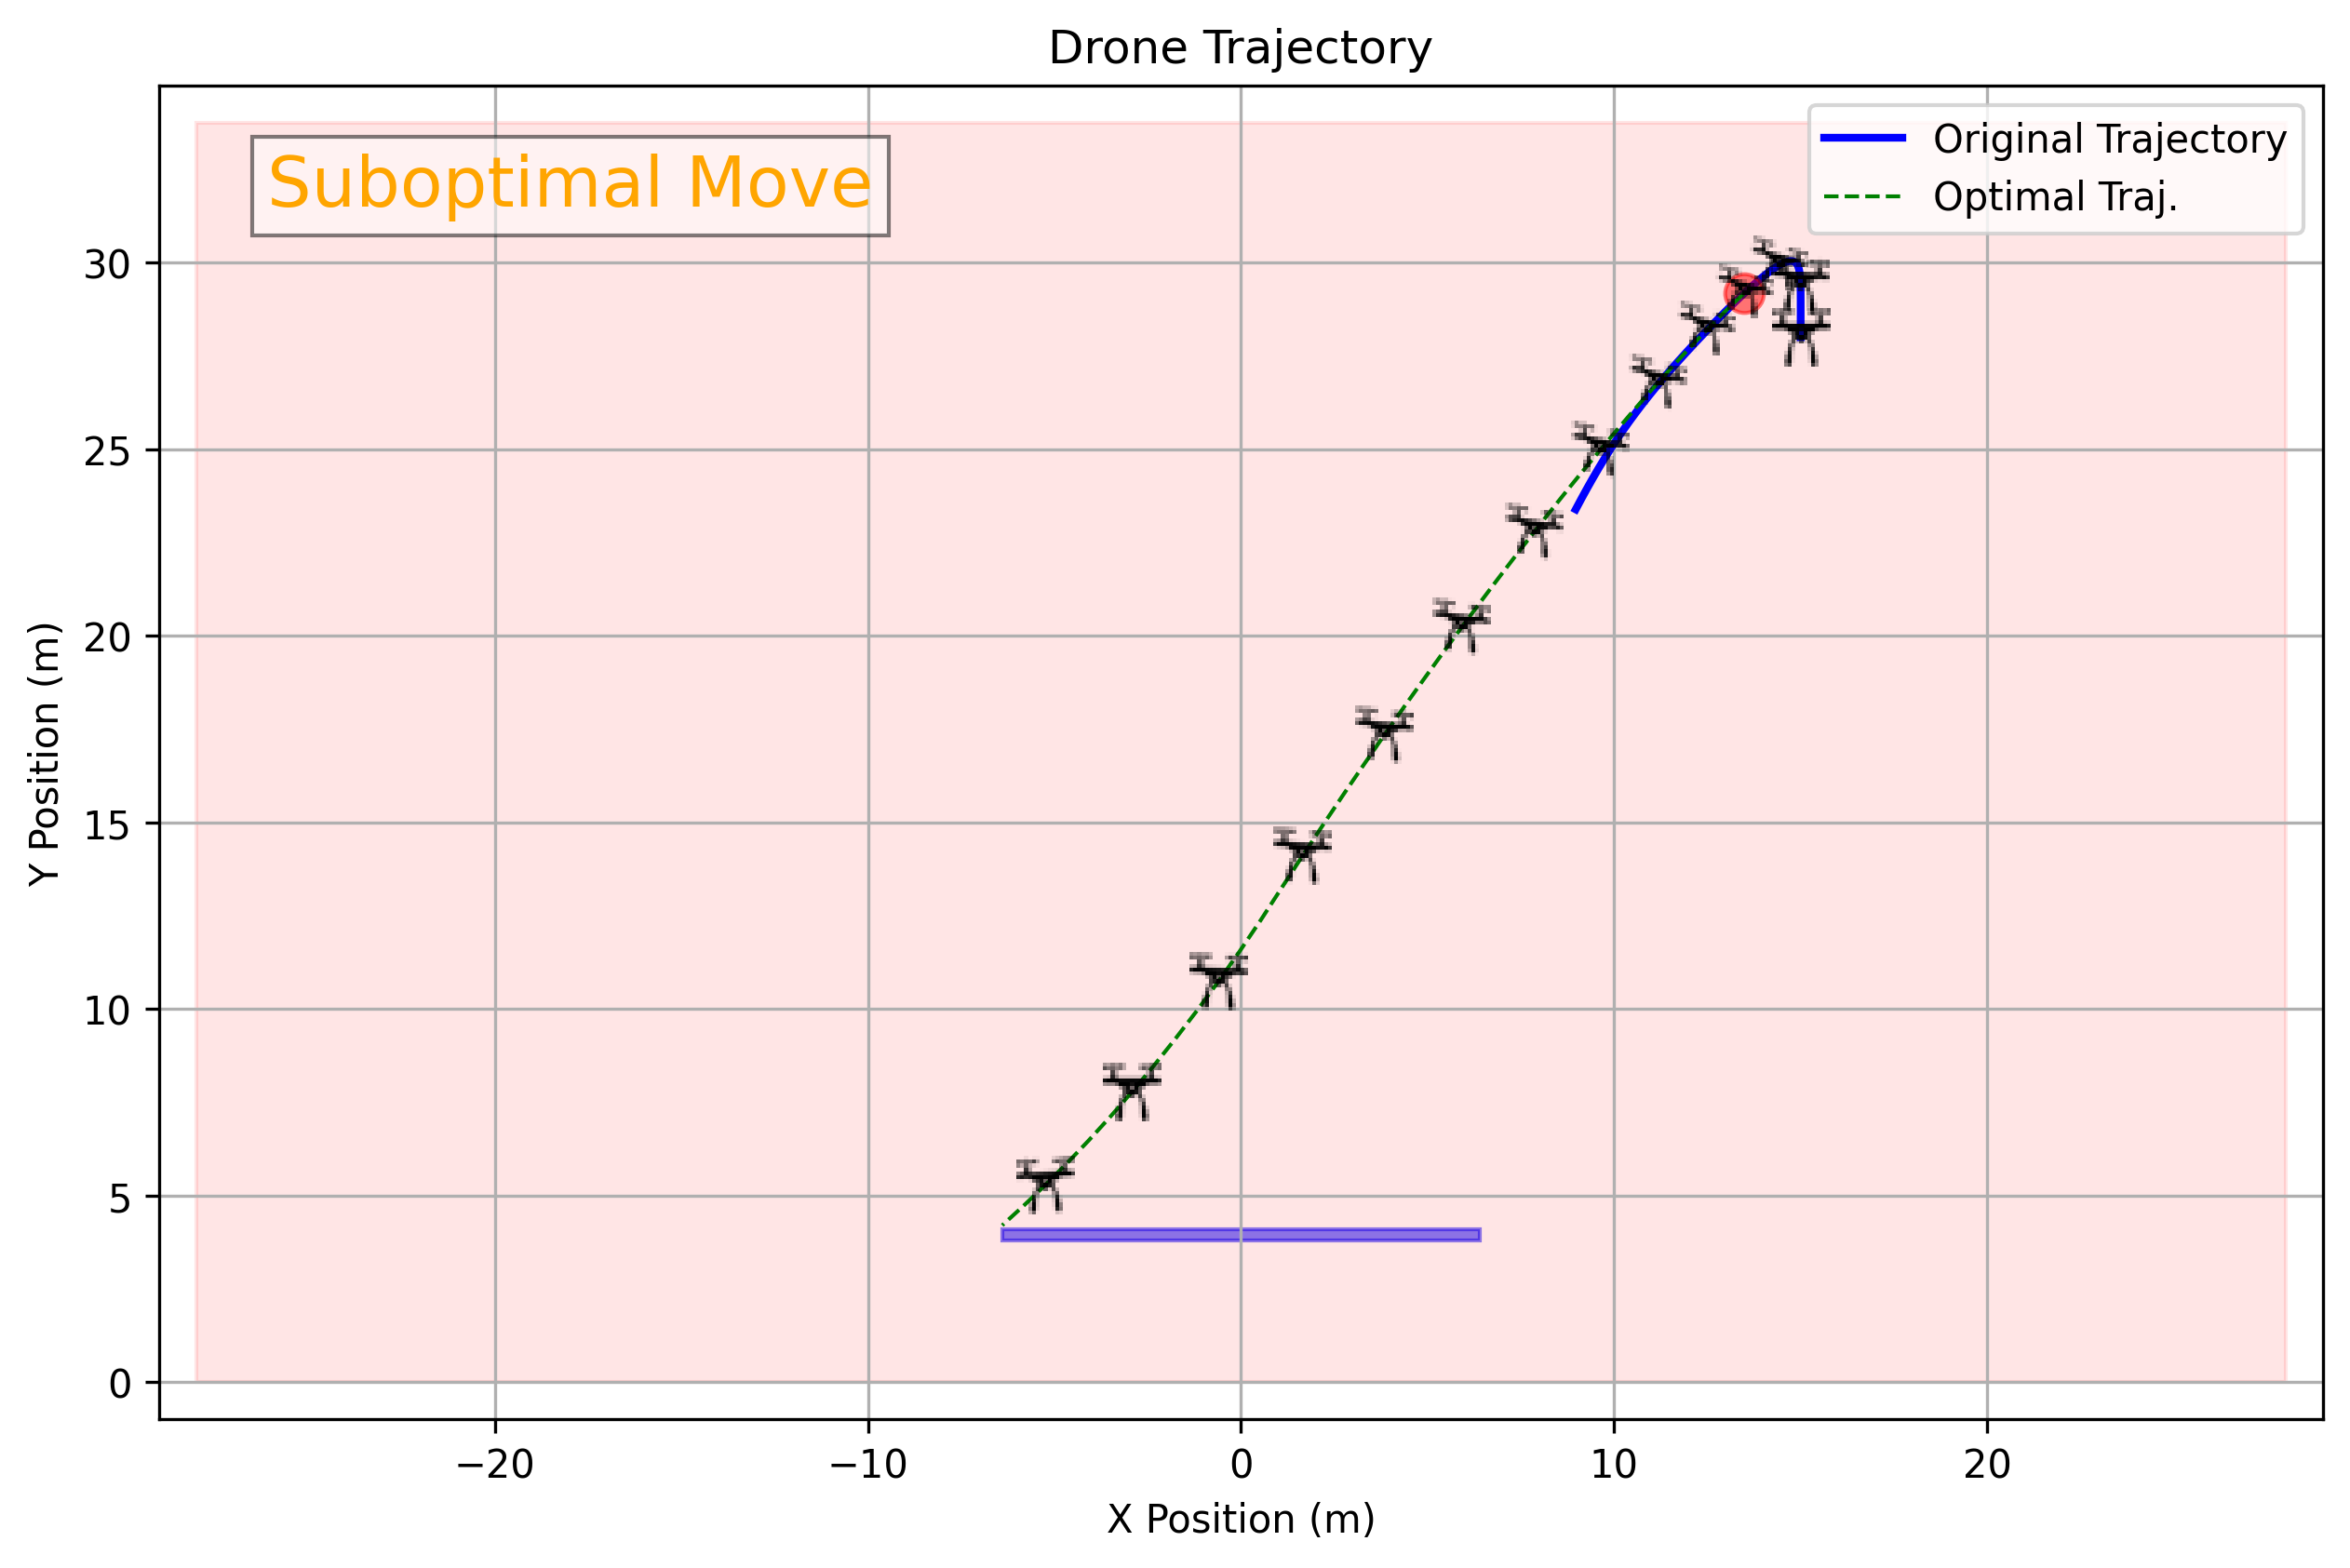 Drone Trajectory
Suboptimal Move
Original Trajectory
Optimal Traj.
Y Position (m)
30
25
20
15
10
5
0
−20
−10
0
10
20
X Position (m)